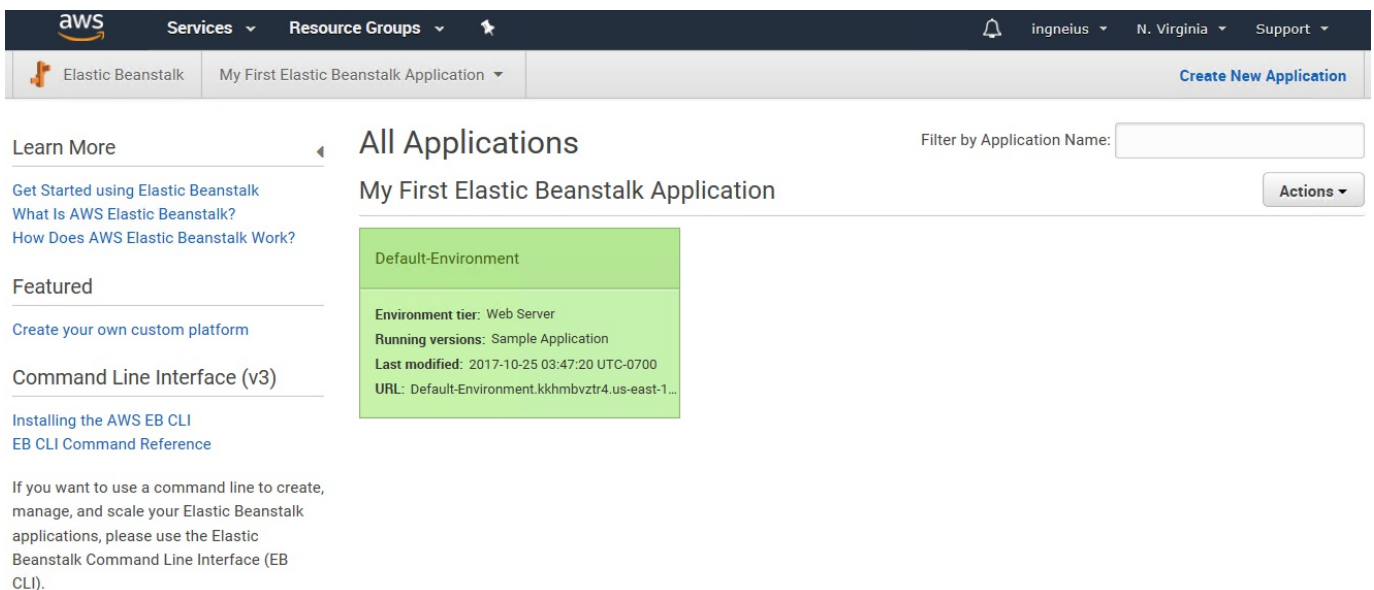 aws Services Resource Groups ingneius N. Virginia Support
Elastic Beanstalk My First Elastic Beanstalk Application Create New Application
Learn More
Get Started using Elastic Beanstalk
What Is AWS Elastic Beanstalk?
How Does AWS Elastic Beanstalk Work?
Featured
Create your own custom platform
Command Line Interface (v3)
Installing the AWS EB CLI
EB CLI Command Reference
If you want to use a command line to create,
manage, and scale your Elastic Beanstalk
applications, please use the Elastic
Beanstalk Command Line Interface (EB
CLI).
All Applications
Filter by Application Name:
My First Elastic Beanstalk Application
Actions
Default-Environment
Environment tier: Web Server
Running versions: Sample Application
Last modified: 2017-10-25 03:47:20 UTC-0700
URL: Default-Environment.kkhmbvztr4.us-east-1...